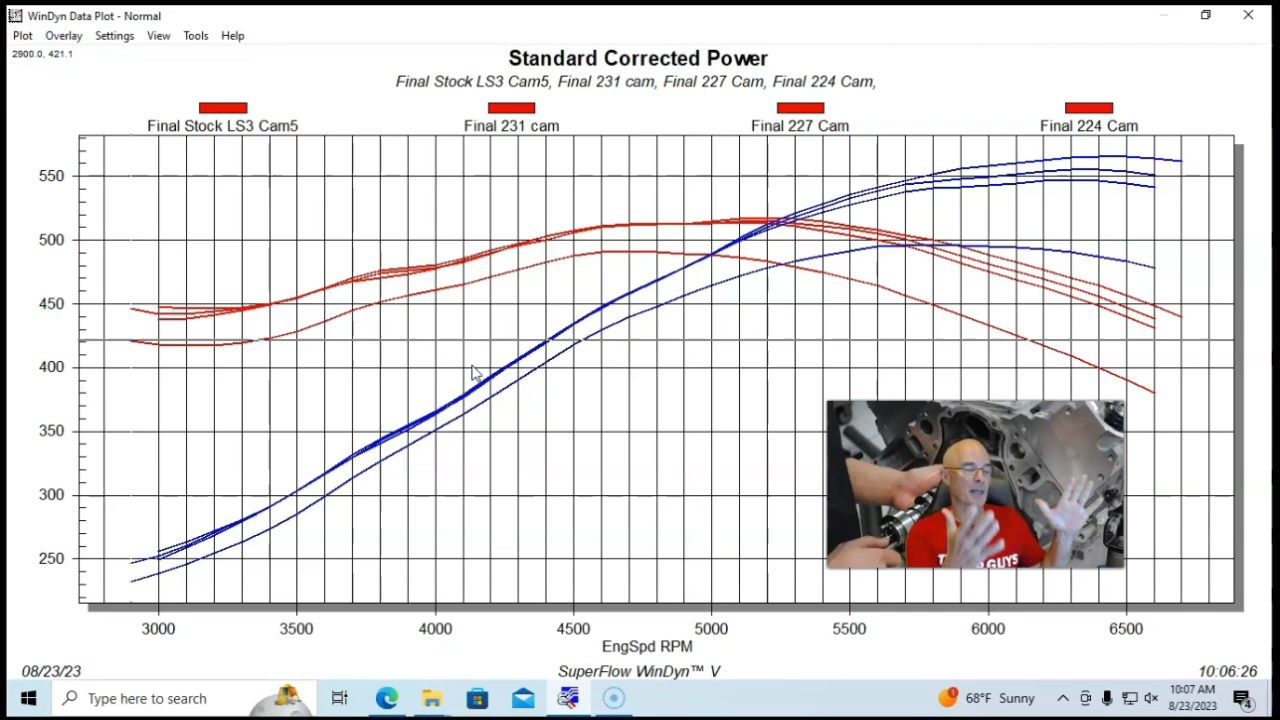 WinDyn Data Plot - Normal
Plot Overlay Settings View Tools Help
2900.0, 421.1
Standard Corrected Power
Final Stock LS3 Cam5, Final 231 cam, Final 227 Cam, Final 224 Cam,
Final Stock LS3 Cam5 Final 231 cam Final 227 Cam Final 224 Cam
550
500
450
400
350
300
250
GUYS
3000 3500 4000 4500 5000 5500 6000 6500
EngSpd RPM
08/23/23 SuperFlow WinDyn™ V 10:06:26
Type here to search 1 68°F Sunny 10:07 AM
8/23/2023 4